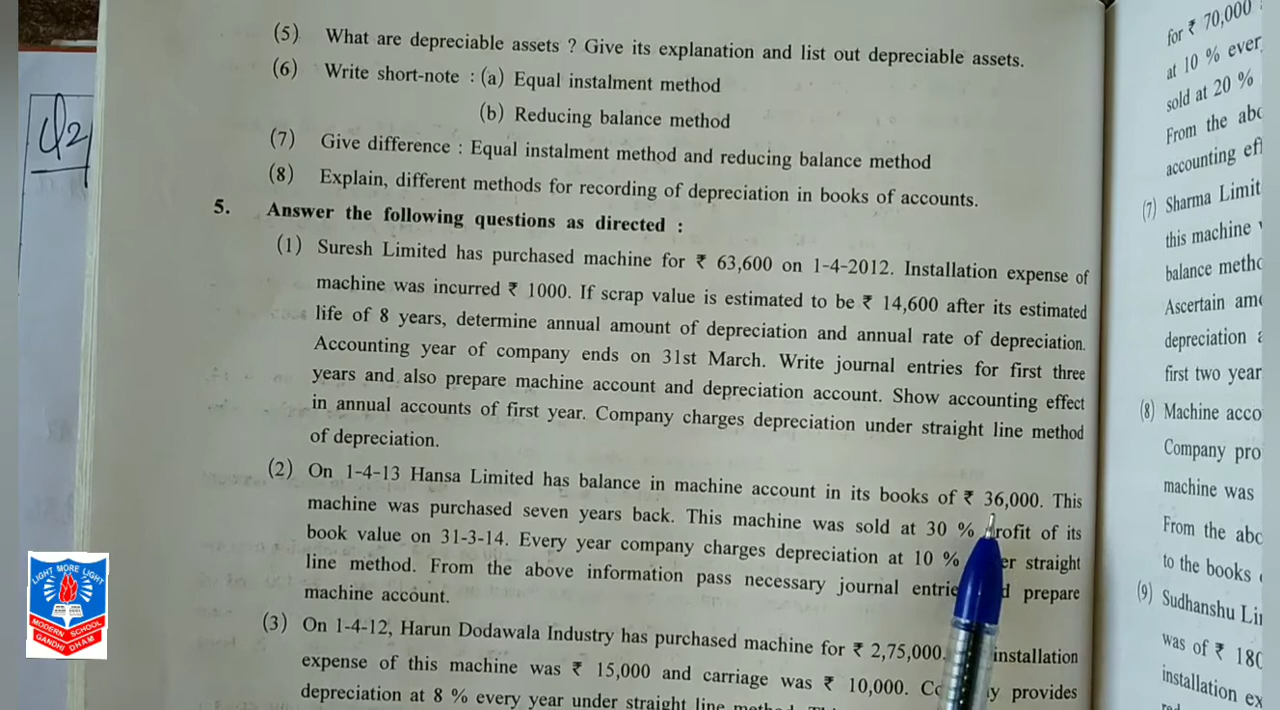 (5) What are depreciable assets ? Give its explanation and list out depreciable assets.
(6) Write short-note : (a) Equal instalment method
(b) Reducing balance method
(7) Give difference : Equal instalment method and reducing balance method
(8) Explain, different methods for recording of depreciation in books of accounts.
5. Answer the following questions as directed :
(1) Suresh Limited has purchased machine for ₹ 63,600 on 1-4-2012. Installation expense of
machine was incurred ₹ 1000. If scrap value is estimated to be ₹ 14,600 after its estimated
life of 8 years, determine annual amount of depreciation and annual rate of depreciation.
Accounting year of company ends on 31st March. Write journal entries for first three
years and also prepare machine account and depreciation account. Show accounting effect
in annual accounts of first year. Company charges depreciation under straight line method
of depreciation.
(2) On 1-4-13 Hansa Limited has balance in machine account in its books of ₹ 36,000. This
machine was purchased seven years back. This machine was sold at 30 % profit of its
book value on 31-3-14. Every year company charges depreciation at 10 % straight
line method. From the above information pass necessary journal prepare
machine account.
(3) On 1-4-12, Harun Dodawala Industry has purchased machine for ₹ 2,75,000. installation
expense of this machine was ₹ 15,000 and carriage was ₹ 10,000. provides
depreciation at 8 % every year under straight line
Q2
for ₹ 70,000
at 10 % ever
sold at 20 %
From the abo
accounting eff
(7) Sharma Limit
this machine
balance metho
Ascertain amo
depreciation
first two year
(8) Machine acco
Company pro
machine was
From the abo
to the books
(9) Sudhanshu Li
was of ₹ 180
installation ex
LIGHT MORE LIGHT
MODERN SCHOOL
GANDHI DHAM